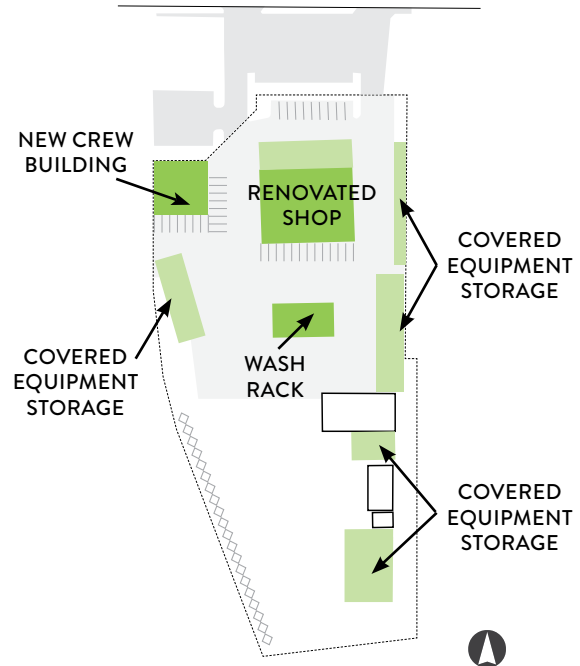 NEW CREW
BUILDING
RENOVATED
SHOP
COVERED
EQUIPMENT
STORAGE
COVERED
EQUIPMENT
STORAGE
WASH
RACK
COVERED
EQUIPMENT
STORAGE